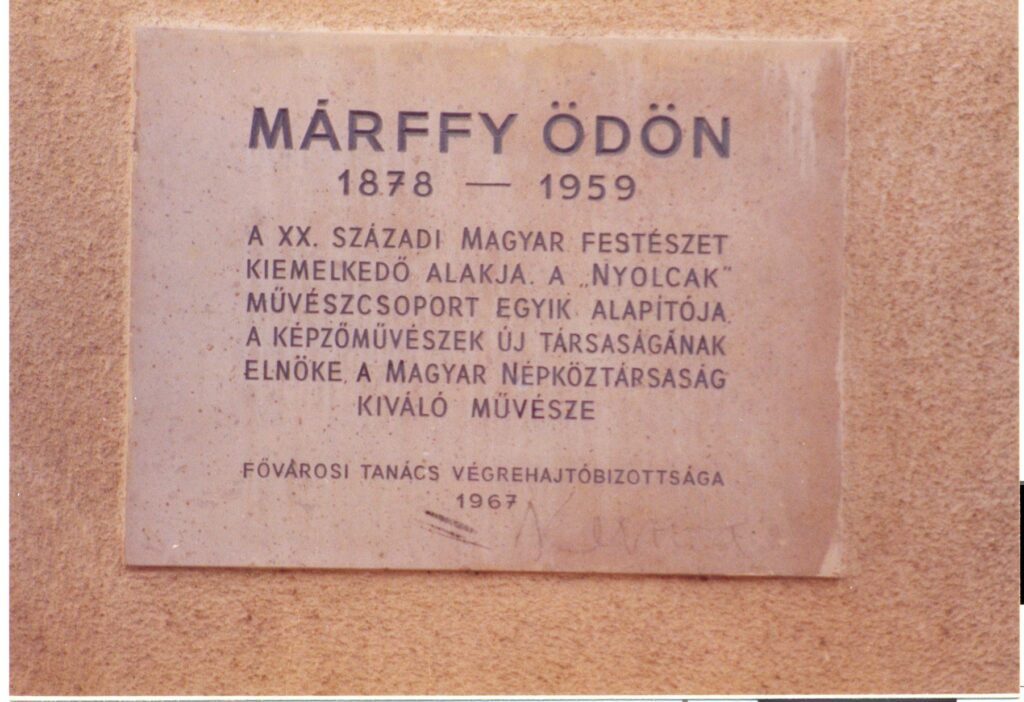 MÁRFFY ÖDÖN
1878 — 1959
A XX. SZÁZADI MAGYAR FESTÉSZET
KIEMELKEDŐ ALAKJA. A „NYOLCAK”
MŰVÉSZCSOPORT EGYIK ALAPÍTÓJA
A KÉPZŐMŰVÉSZEK ÚJ TÁRSASÁGÁNAK
ELNÖKE, A MAGYAR NÉPKÖZTÁRSASÁG
KIVÁLÓ MŰVÉSZE
FŐVÁROSI TANÁCS VÉGREHAJTÓBIZOTTSÁGA
1967